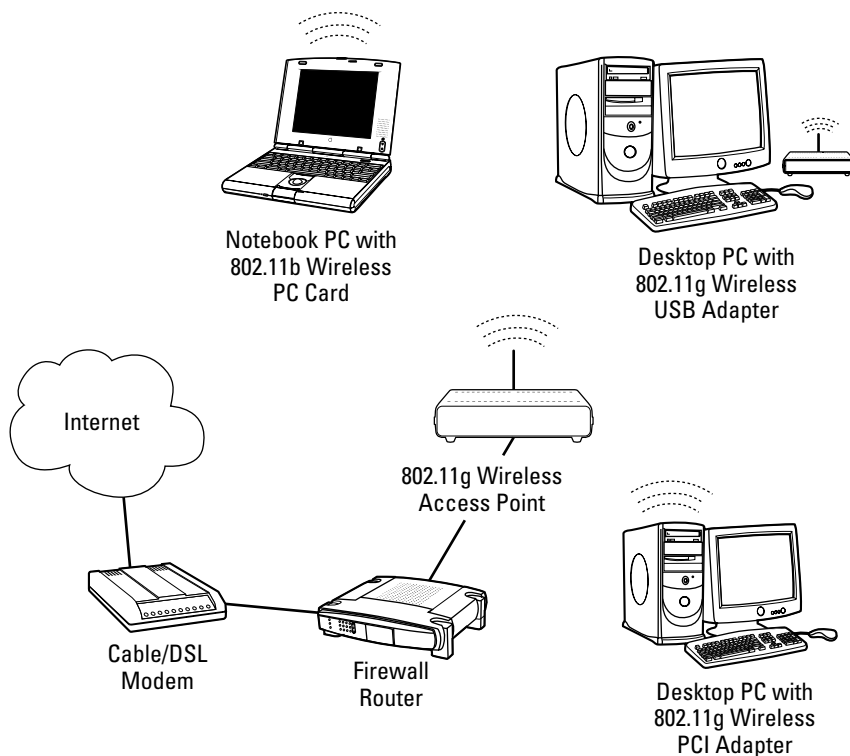 Notebook PC with
802.11b Wireless
PC Card
Desktop PC with
802.11g Wireless
USB Adapter
Internet
802.11g Wireless
Access Point
Cable/DSL
Modem
Firewall
Router
Desktop PC with
802.11g Wireless
PCI Adapter